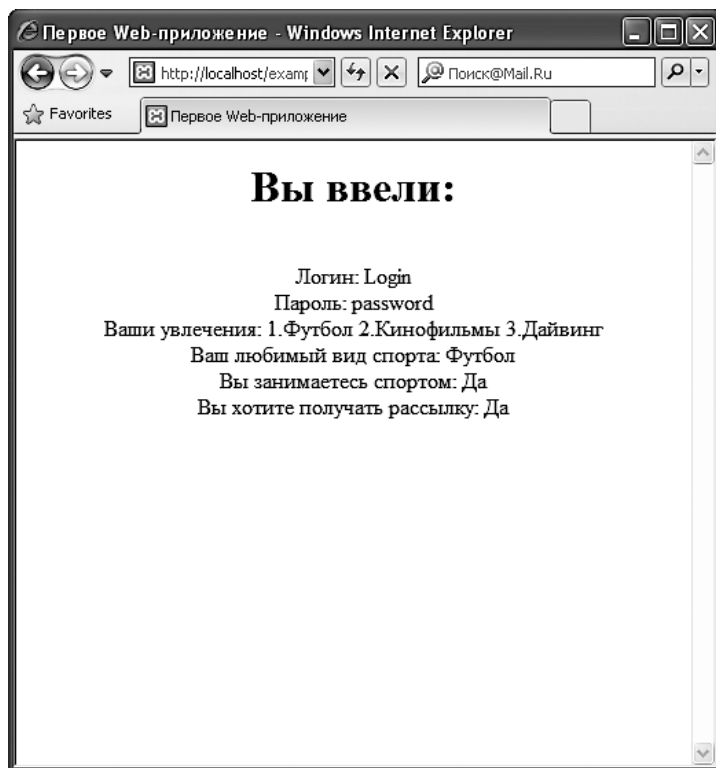 Первое Web-приложение - Windows Internet Explorer
http://localhost/examp
Поиск@Mail.Ru
Favorites
Первое Web-приложение
Вы ввели:
Логин: Login
Пароль: password
Ваши увлечения: 1.Футбол 2.Кинофильмы 3.Дайвинг
Ваш любимый вид спорта: Футбол
Вы занимаетесь спортом: Да
Вы хотите получать рассылку: Да